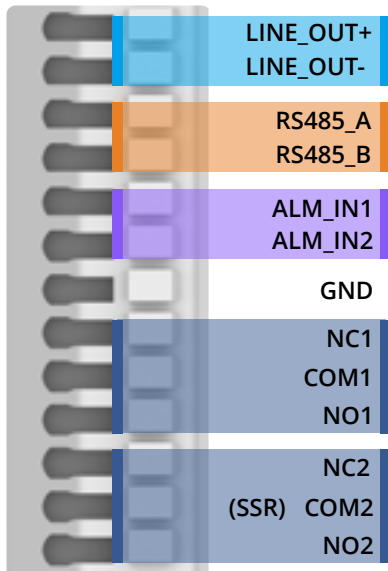 LINE_OUT+
LINE_OUT-
RS485_A
RS485_B
ALM_IN1
ALM_IN2
GND
NC1
COM1
NO1
NC2
(SSR) COM2
NO2